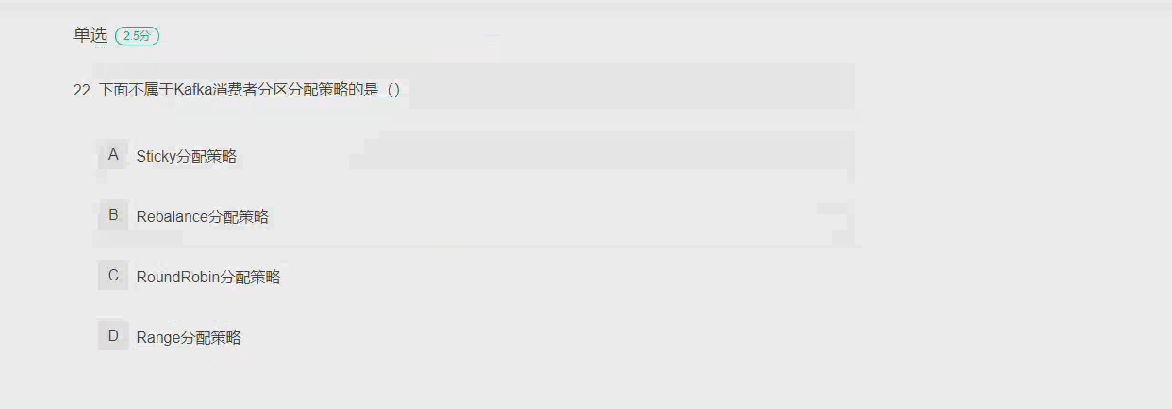 单选 2.5分
22 下面不属于Kafka消费者分区分配策略的是（）
A Sticky分配策略
B Rebalance分配策略
C RoundRobin分配策略
D Range分配策略